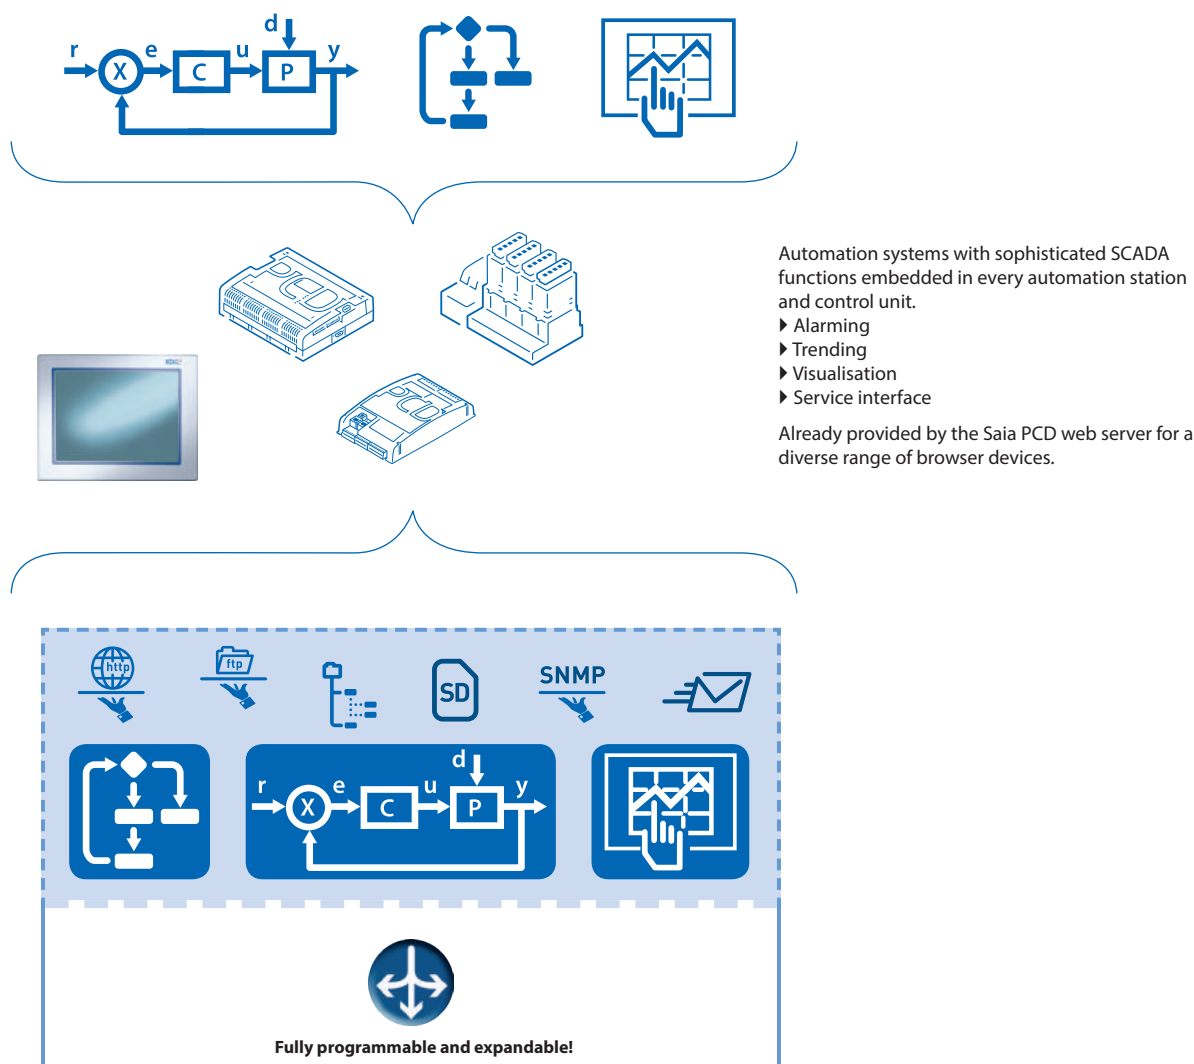 d
r e u y
X C P
Automation systems with sophisticated SCADA
functions embedded in every automation station
and control unit.
Alarming
Trending
Visualisation
Service interface
Already provided by the Saia PCD web server for a
diverse range of browser devices.
http
ftp
SD
SNMP
d
r e u y
X C P
Fully programmable and expandable!